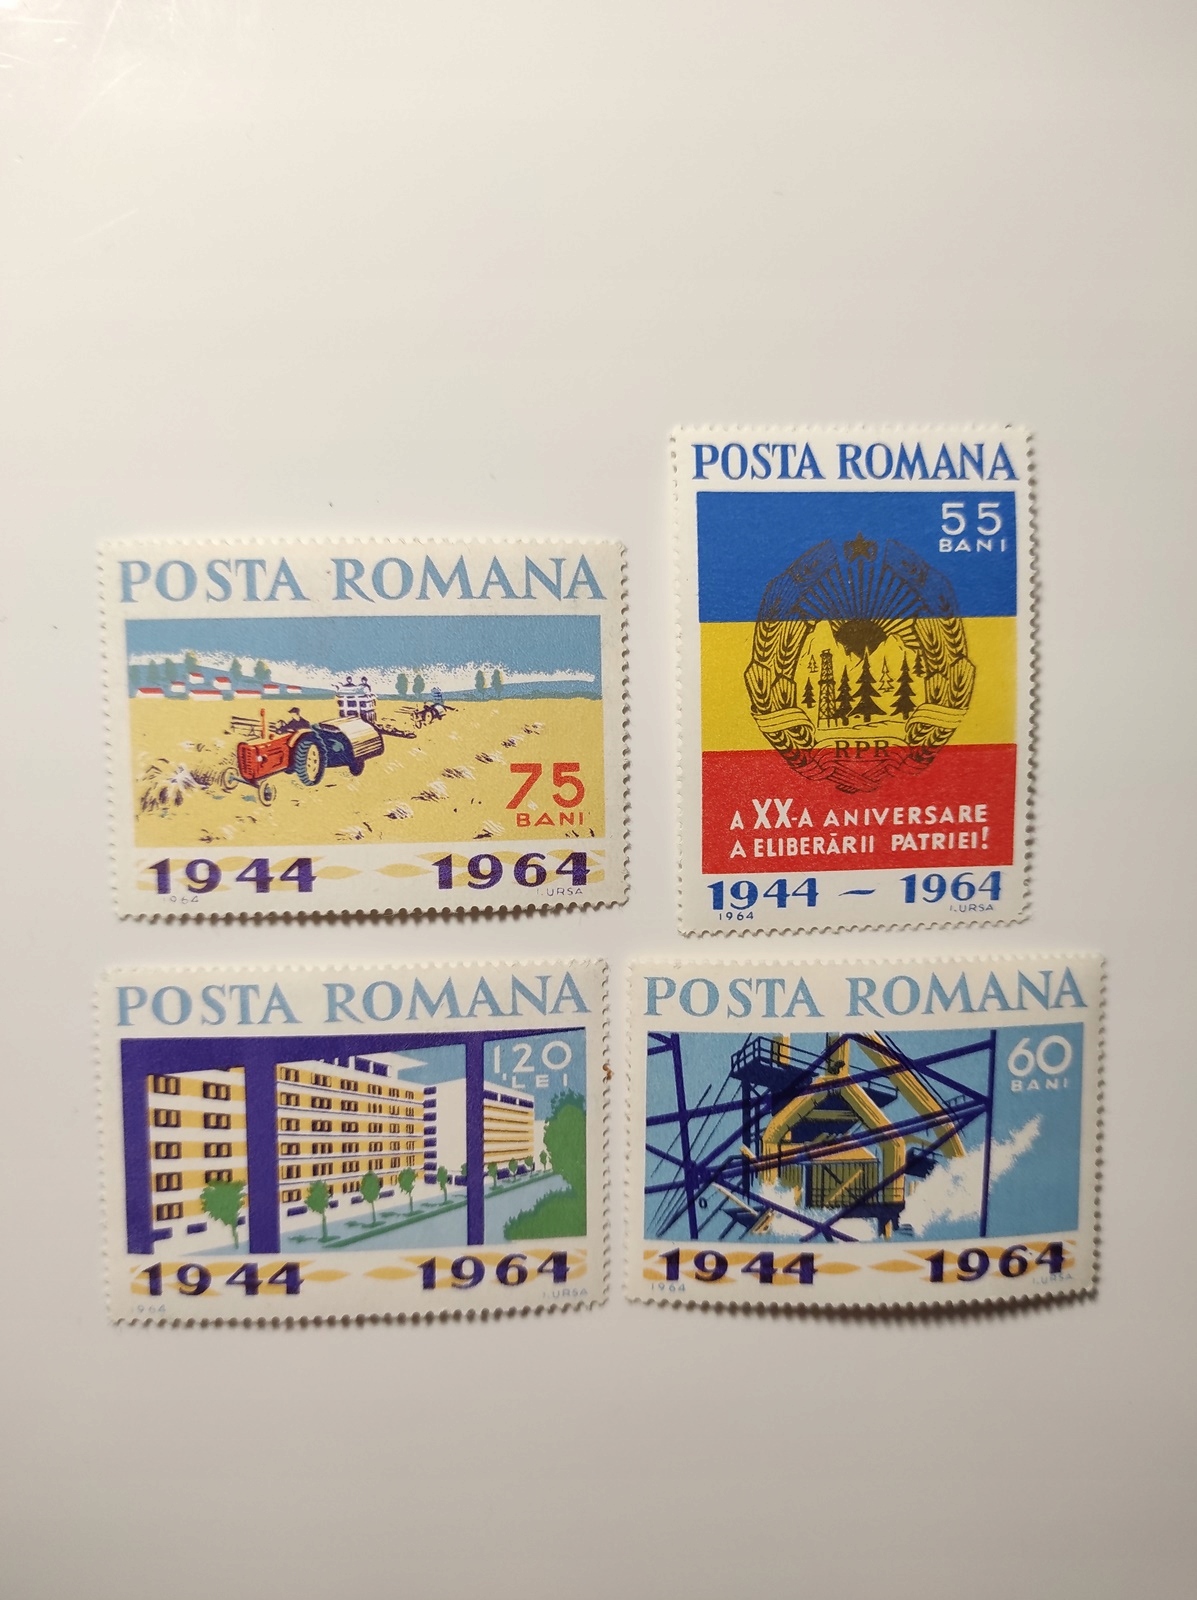 POSTA ROMANA
75
BANI
1944 1964
1964 I.URSA
POSTA ROMANA
55
BANI
RPR
A XX-A ANIVERSARE
A ELIBERĂRII PATRIEI!
1944 – 1964
1964 I.URSA
POSTA ROMANA
1,20
LEI
1944 1964
1964 I.URSA
POSTA ROMANA
60
BANI
1944 1964
1964 I.URSA